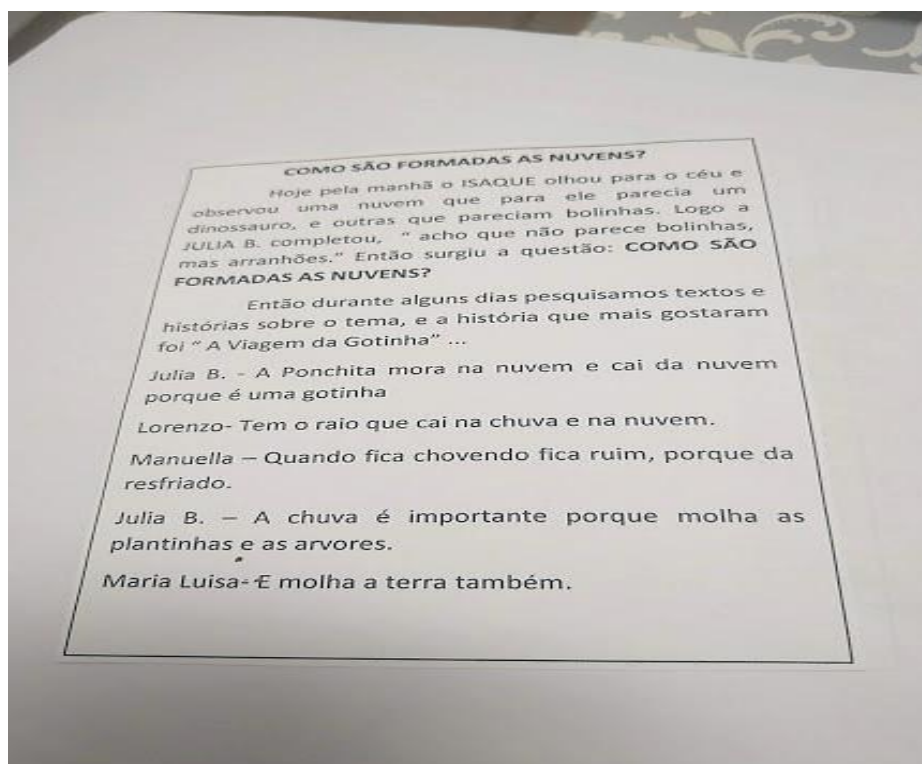 COMO SÃO FORMADAS AS NUVENS?
Hoje pela manhã o ISAQUE olhou para o céu e
observou uma nuvem que para ele parecia um
dinossauro, e outras que pareciam bolinhas. Logo a
JULIA B. completou, “ acho que não parece bolinhas,
mas arranhões.” Então surgiu a questão: COMO SÃO
FORMADAS AS NUVENS?
Então durante alguns dias pesquisamos textos e
histórias sobre o tema, e a história que mais gostaram
foi “ A Viagem da Gotinha” ...
Julia B. - A Ponchita mora na nuvem e cai da nuvem
porque é uma gotinha
Lorenzo- Tem o raio que cai na chuva e na nuvem.
Manuella – Quando fica chovendo fica ruim, porque da
resfriado.
Julia B. – A chuva é importante porque molha as
plantinhas e as arvores.
Maria Luisa- E molha a terra também.